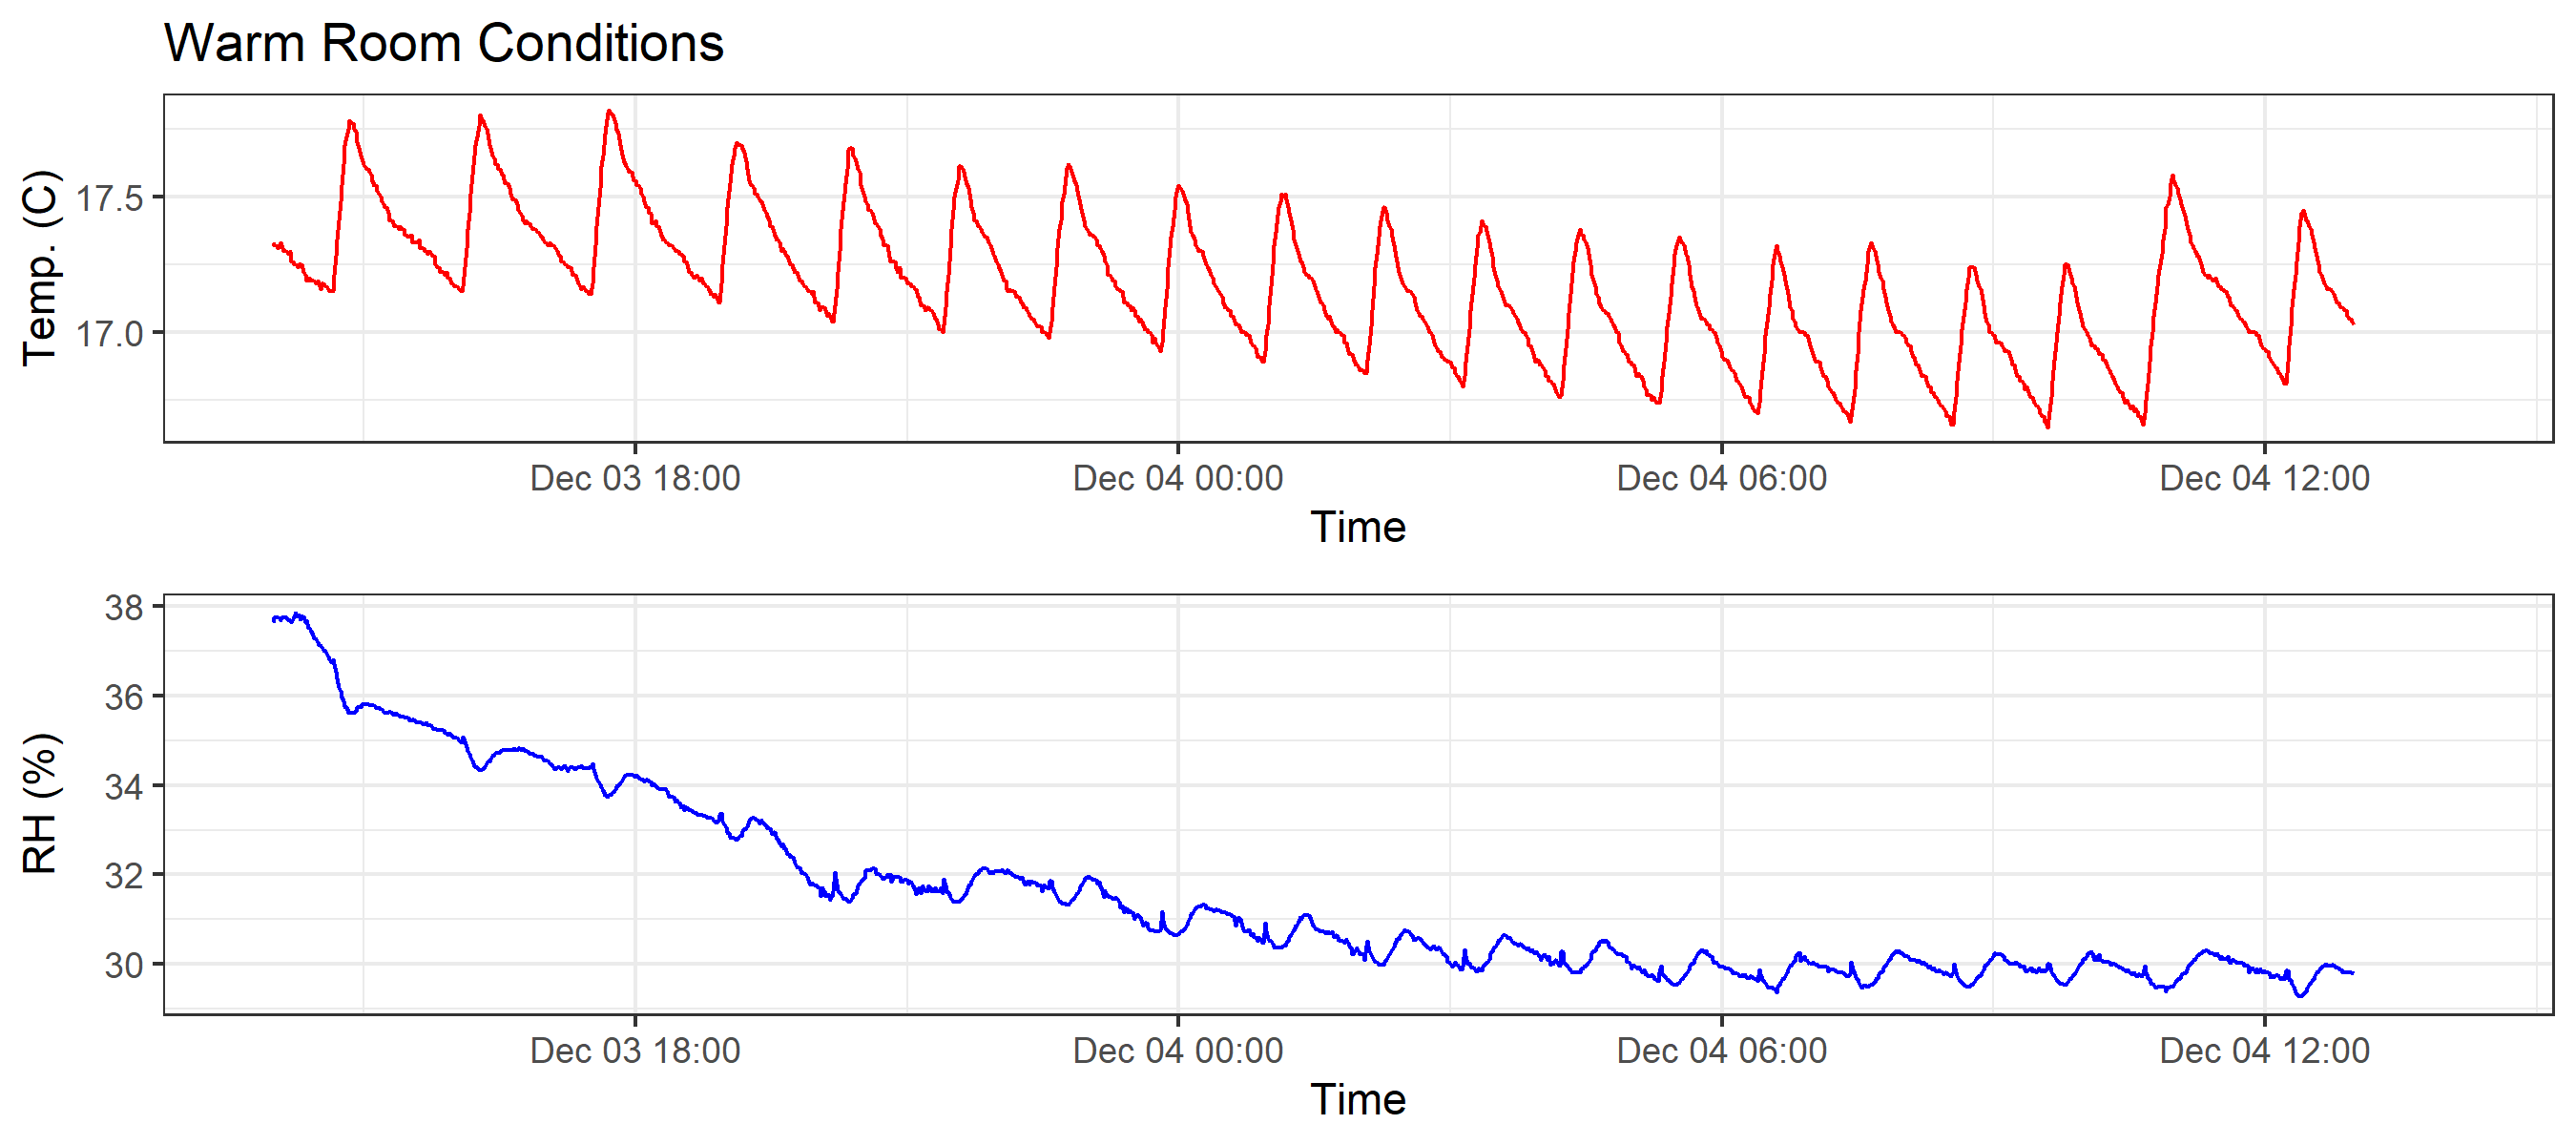 Warm Room Conditions
Temp. (C)
17.5
17.0
Dec 03 18:00 Dec 04 00:00 Dec 04 06:00 Dec 04 12:00
Time
RH (%)
38
36
34
32
30
Dec 03 18:00 Dec 04 00:00 Dec 04 06:00 Dec 04 12:00
Time